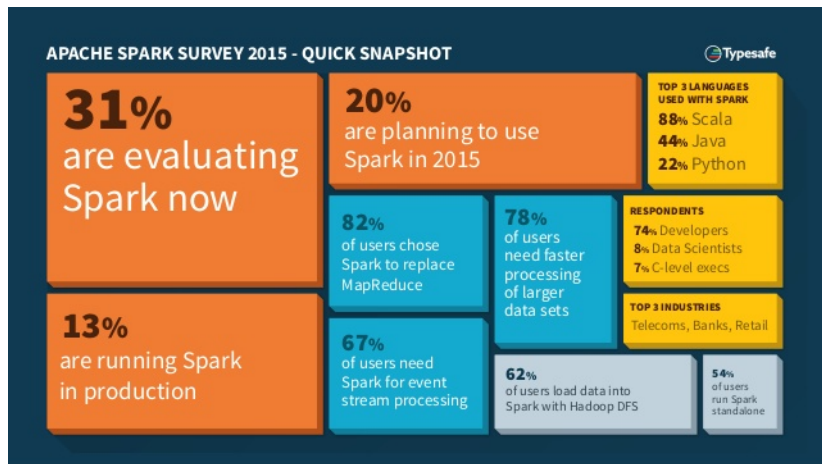 APACHE SPARK SURVEY 2015 - QUICK SNAPSHOT
Typesafe
31%
are evaluating
Spark now
20%
are planning to use
Spark in 2015
TOP 3 LANGUAGES
USED WITH SPARK
88% Scala
44% Java
22% Python
82%
of users chose
Spark to replace
MapReduce
78%
of users
need faster
processing
of larger
data sets
RESPONDENTS
74% Developers
8% Data Scientists
7% C-level execs
13%
are running Spark
in production
67%
of users need
Spark for event
stream processing
TOP 3 INDUSTRIES
Telecoms, Banks, Retail
62%
of users load data into
Spark with Hadoop DFS
54%
of users
run Spark
standalone